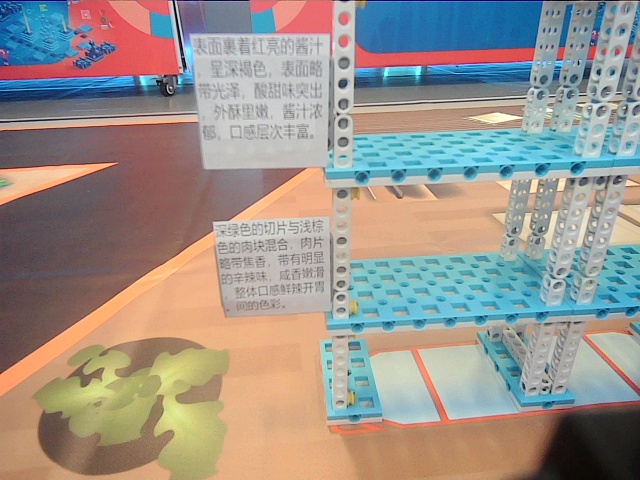 表面裹着红亮的酱汁
，呈深褐色，表面略
带光泽，酸甜味突出
，外酥里嫩，酱汁浓
郁，口感层次丰富。
深绿色的切片与浅棕
色的肉块混合，肉片
略带焦香，带有明显
的辛辣味，咸香嫩滑
，整体口感鲜辣开胃